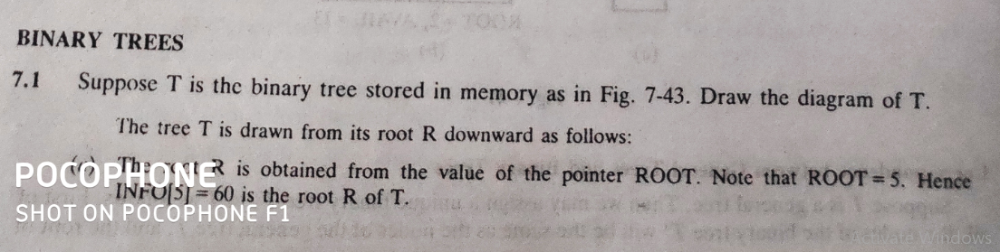 BINARY TREES
7.1 Suppose T is the binary tree stored in memory as in Fig. 7-43. Draw the diagram of T.
The tree T is drawn from its root R downward as follows:
The root R is obtained from the value of the pointer ROOT. Note that ROOT = 5. Hence
INFO[5] = 60 is the root R of T.
POCOPHONE
SHOT ON POCOPHONE F1
Windows